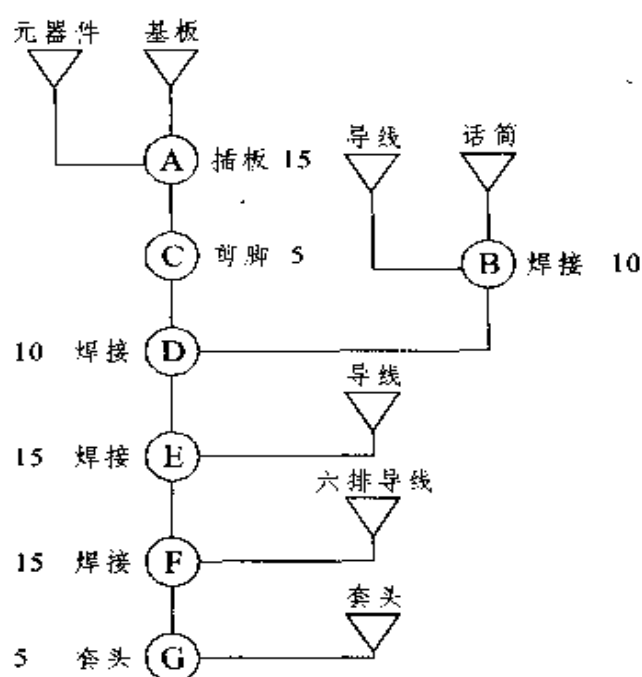 元器件 基板
导线 话筒
A 插板 15
C 剪脚 5
B 焊接 10
10 焊接 D
导线
15 焊接 E
六排导线
15 焊接 F
套头
5 套头 G